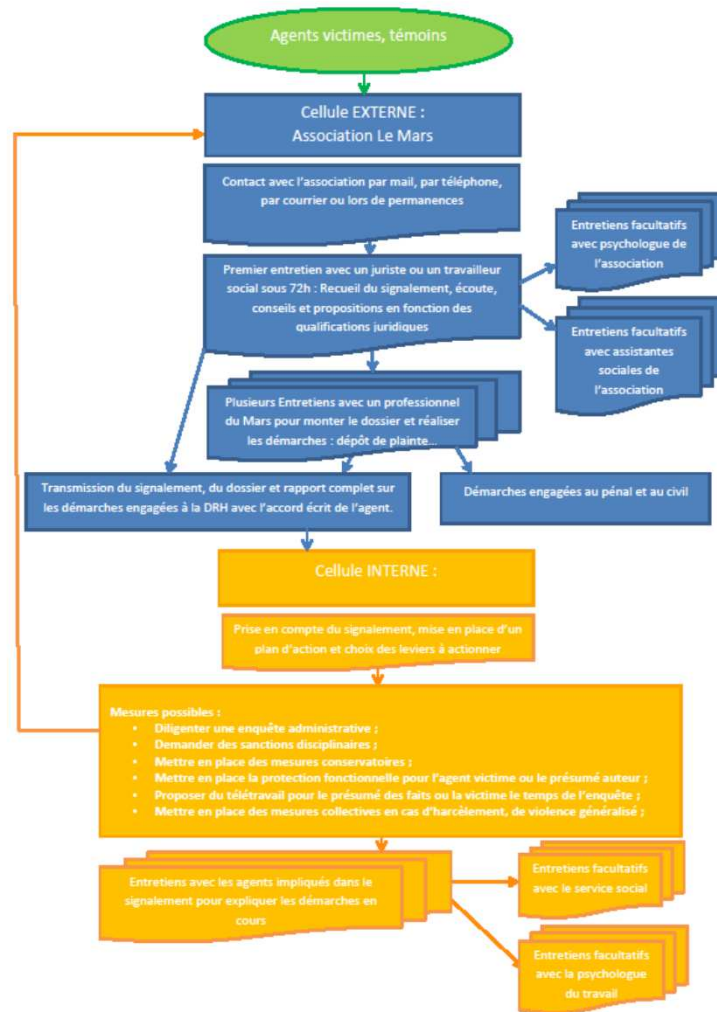 Agents victimes, témoins
Cellule EXTERNE :
Association Le Mars
Contact avec l'association par mail, par téléphone,
par courrier ou lors de permanences
Entretiens facultatifs
avec psychologue de
l'association
Premier entretien avec un juriste ou un travailleur
social sous 72h : Recueil du signalement, écoute,
conseils et propositions en fonction des
qualifications juridiques
Entretiens facultatifs
avec assistantes
sociales de
l'association
Plusieurs Entretiens avec un professionnel
du Mars pour monter le dossier et réaliser
les démarches : dépôt de plainte...
Transmission du signalement, du dossier et rapport complet sur
les démarches engagées à la DRH avec l'accord écrit de l'agent.
Démarches engagées au pénal et au civil
Cellule INTERNE :
Prise en compte du signalement, mise en place d'un
plan d'action et choix des leviers à actionner
Mesures possibles :
• Diligenter une enquête administrative ;
• Demander des sanctions disciplinaires ;
• Mettre en place des mesures conservatoires ;
• Mettre en place la protection fonctionnelle pour l'agent victime ou le présumé auteur ;
• Proposer du télétravail pour le présumé des faits ou la victime le temps de l'enquête ;
• Mettre en place des mesures collectives en cas d'harcèlement, de violence généralisé ;
Entretiens avec les agents impliqués dans le
signalement pour expliquer les démarches en
cours
Entretiens facultatifs
avec le service social
Entretiens facultatifs
avec la psychologue
du travail